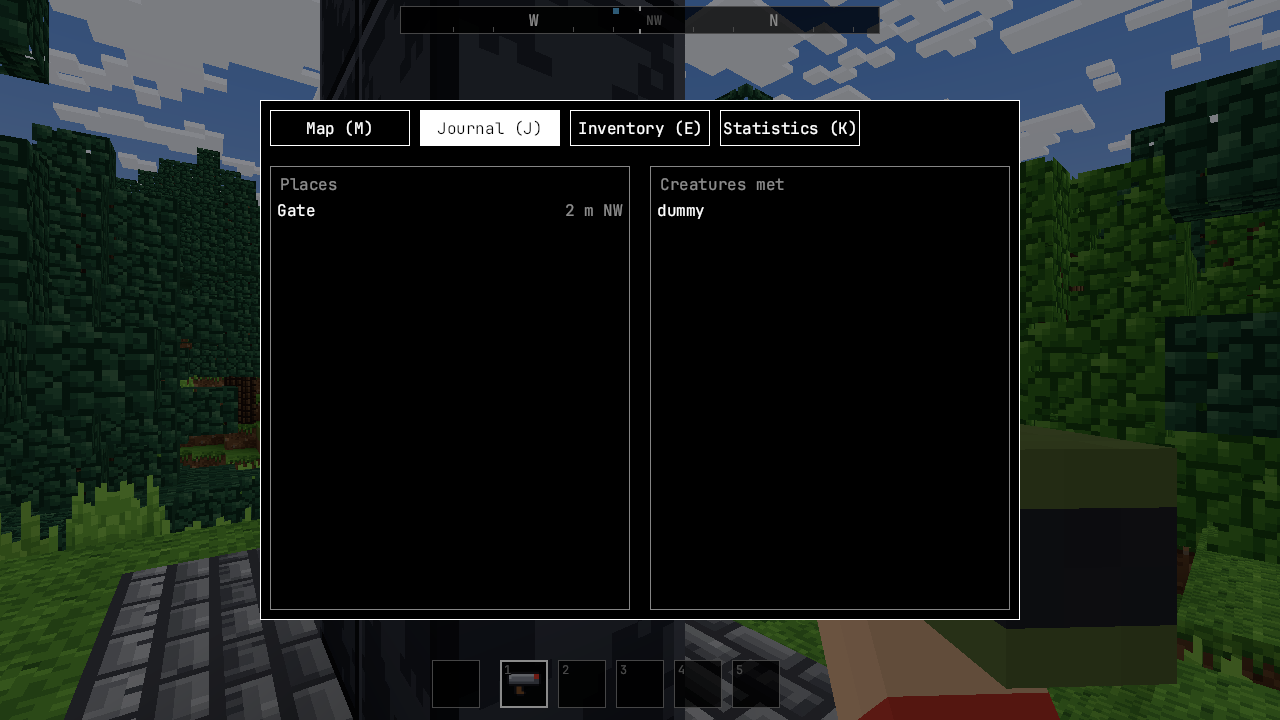 W NW N
Map (M) Journal (J) Inventory (E) Statistics (K)
Places
Gate 2 m NW
Creatures met
dummy
1 2 3 4 5